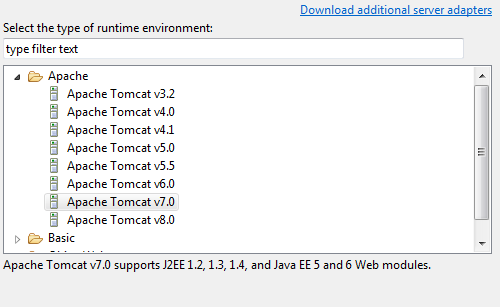 Download additional server adapters
Select the type of runtime environment:
type filter text
Apache
Apache Tomcat v3.2
Apache Tomcat v4.0
Apache Tomcat v4.1
Apache Tomcat v5.0
Apache Tomcat v5.5
Apache Tomcat v6.0
Apache Tomcat v7.0
Apache Tomcat v8.0
Basic
Apache Tomcat v7.0 supports J2EE 1.2, 1.3, 1.4, and Java EE 5 and 6 Web modules.